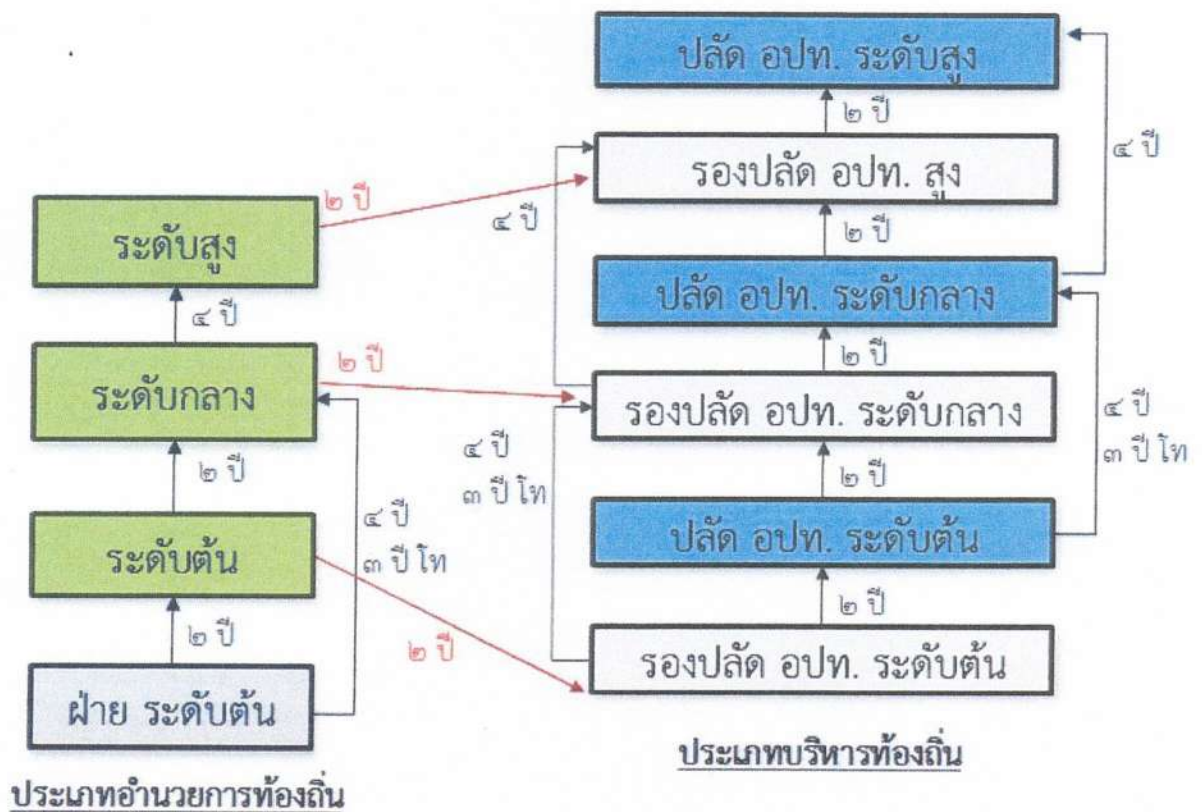 ปลัด อปท. ระดับสูง
๒ ปี
๔ ปี
รองปลัด อปท. สูง
๒ ปี
๔ ปี
ระดับสูง
๒ ปี
ปลัด อปท. ระดับกลาง
๔ ปี
๒ ปี
๒ ปี
ระดับกลาง
รองปลัด อปท. ระดับกลาง
๔ ปี
๓ ปี โท
๔ ปี
๓ ปี โท
๒ ปี
๒ ปี
๔ ปี
๓ ปี โท
ระดับต้น
ปลัด อปท. ระดับต้น
๒ ปี
๒ ปี
๒ ปี
รองปลัด อปท. ระดับต้น
ฝ่าย ระดับต้น
ประเภทบริหารท้องถิ่น
ประเภทอำนวยการท้องถิ่น